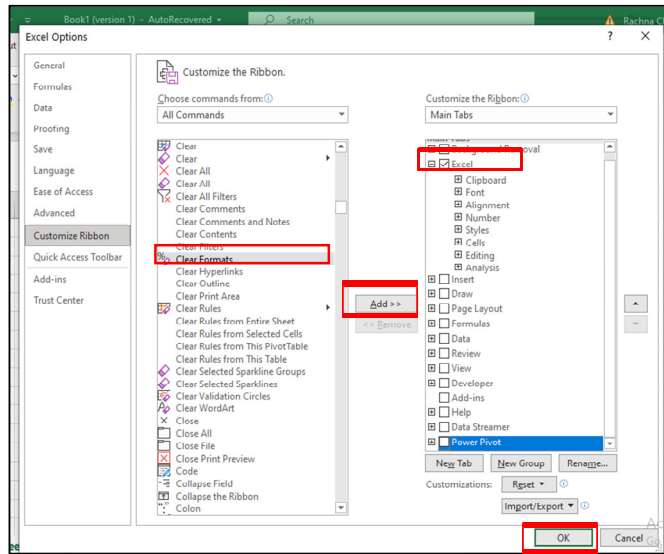 Book1 (version 1) - AutoRecovered
Search
Rachna
Excel Options
?
General
Formulas
Data
Proofing
Save
Language
Ease of Access
Advanced
Customize Ribbon
Quick Access Toolbar
Add-ins
Trust Center
Customize the Ribbon.
Choose commands from:
All Commands
Clear
Clear
Clear All
Clear All
Clear All Filters
Clear Comments
Clear Comments and Notes
Clear Contents
Clear Filters
Clear Formats
Clear Hyperlinks
Clear Outline
Clear Print Area
Clear Rules
Clear Rules from Entire Sheet
Clear Rules from Selected Cells
Clear Rules from This PivotTable
Clear Rules from This Table
Clear Selected Sparkline Groups
Clear Selected Sparklines
Clear Validation Circles
Clear WordArt
Close
Close All
Close File
Close Print Preview
Code
Collapse Field
Collapse the Ribbon
Colon
Add >>
<< Remove
Customize the Ribbon:
Main Tabs
Main Tabs
Background Removal
Excel
Clipboard
Font
Alignment
Number
Styles
Cells
Editing
Analysis
Insert
Draw
Page Layout
Formulas
Data
Review
View
Developer
Add-ins
Help
Data Streamer
Power Pivot
New Tab
New Group
Rename...
Customizations:
Reset
Import/Export
OK
Cancel